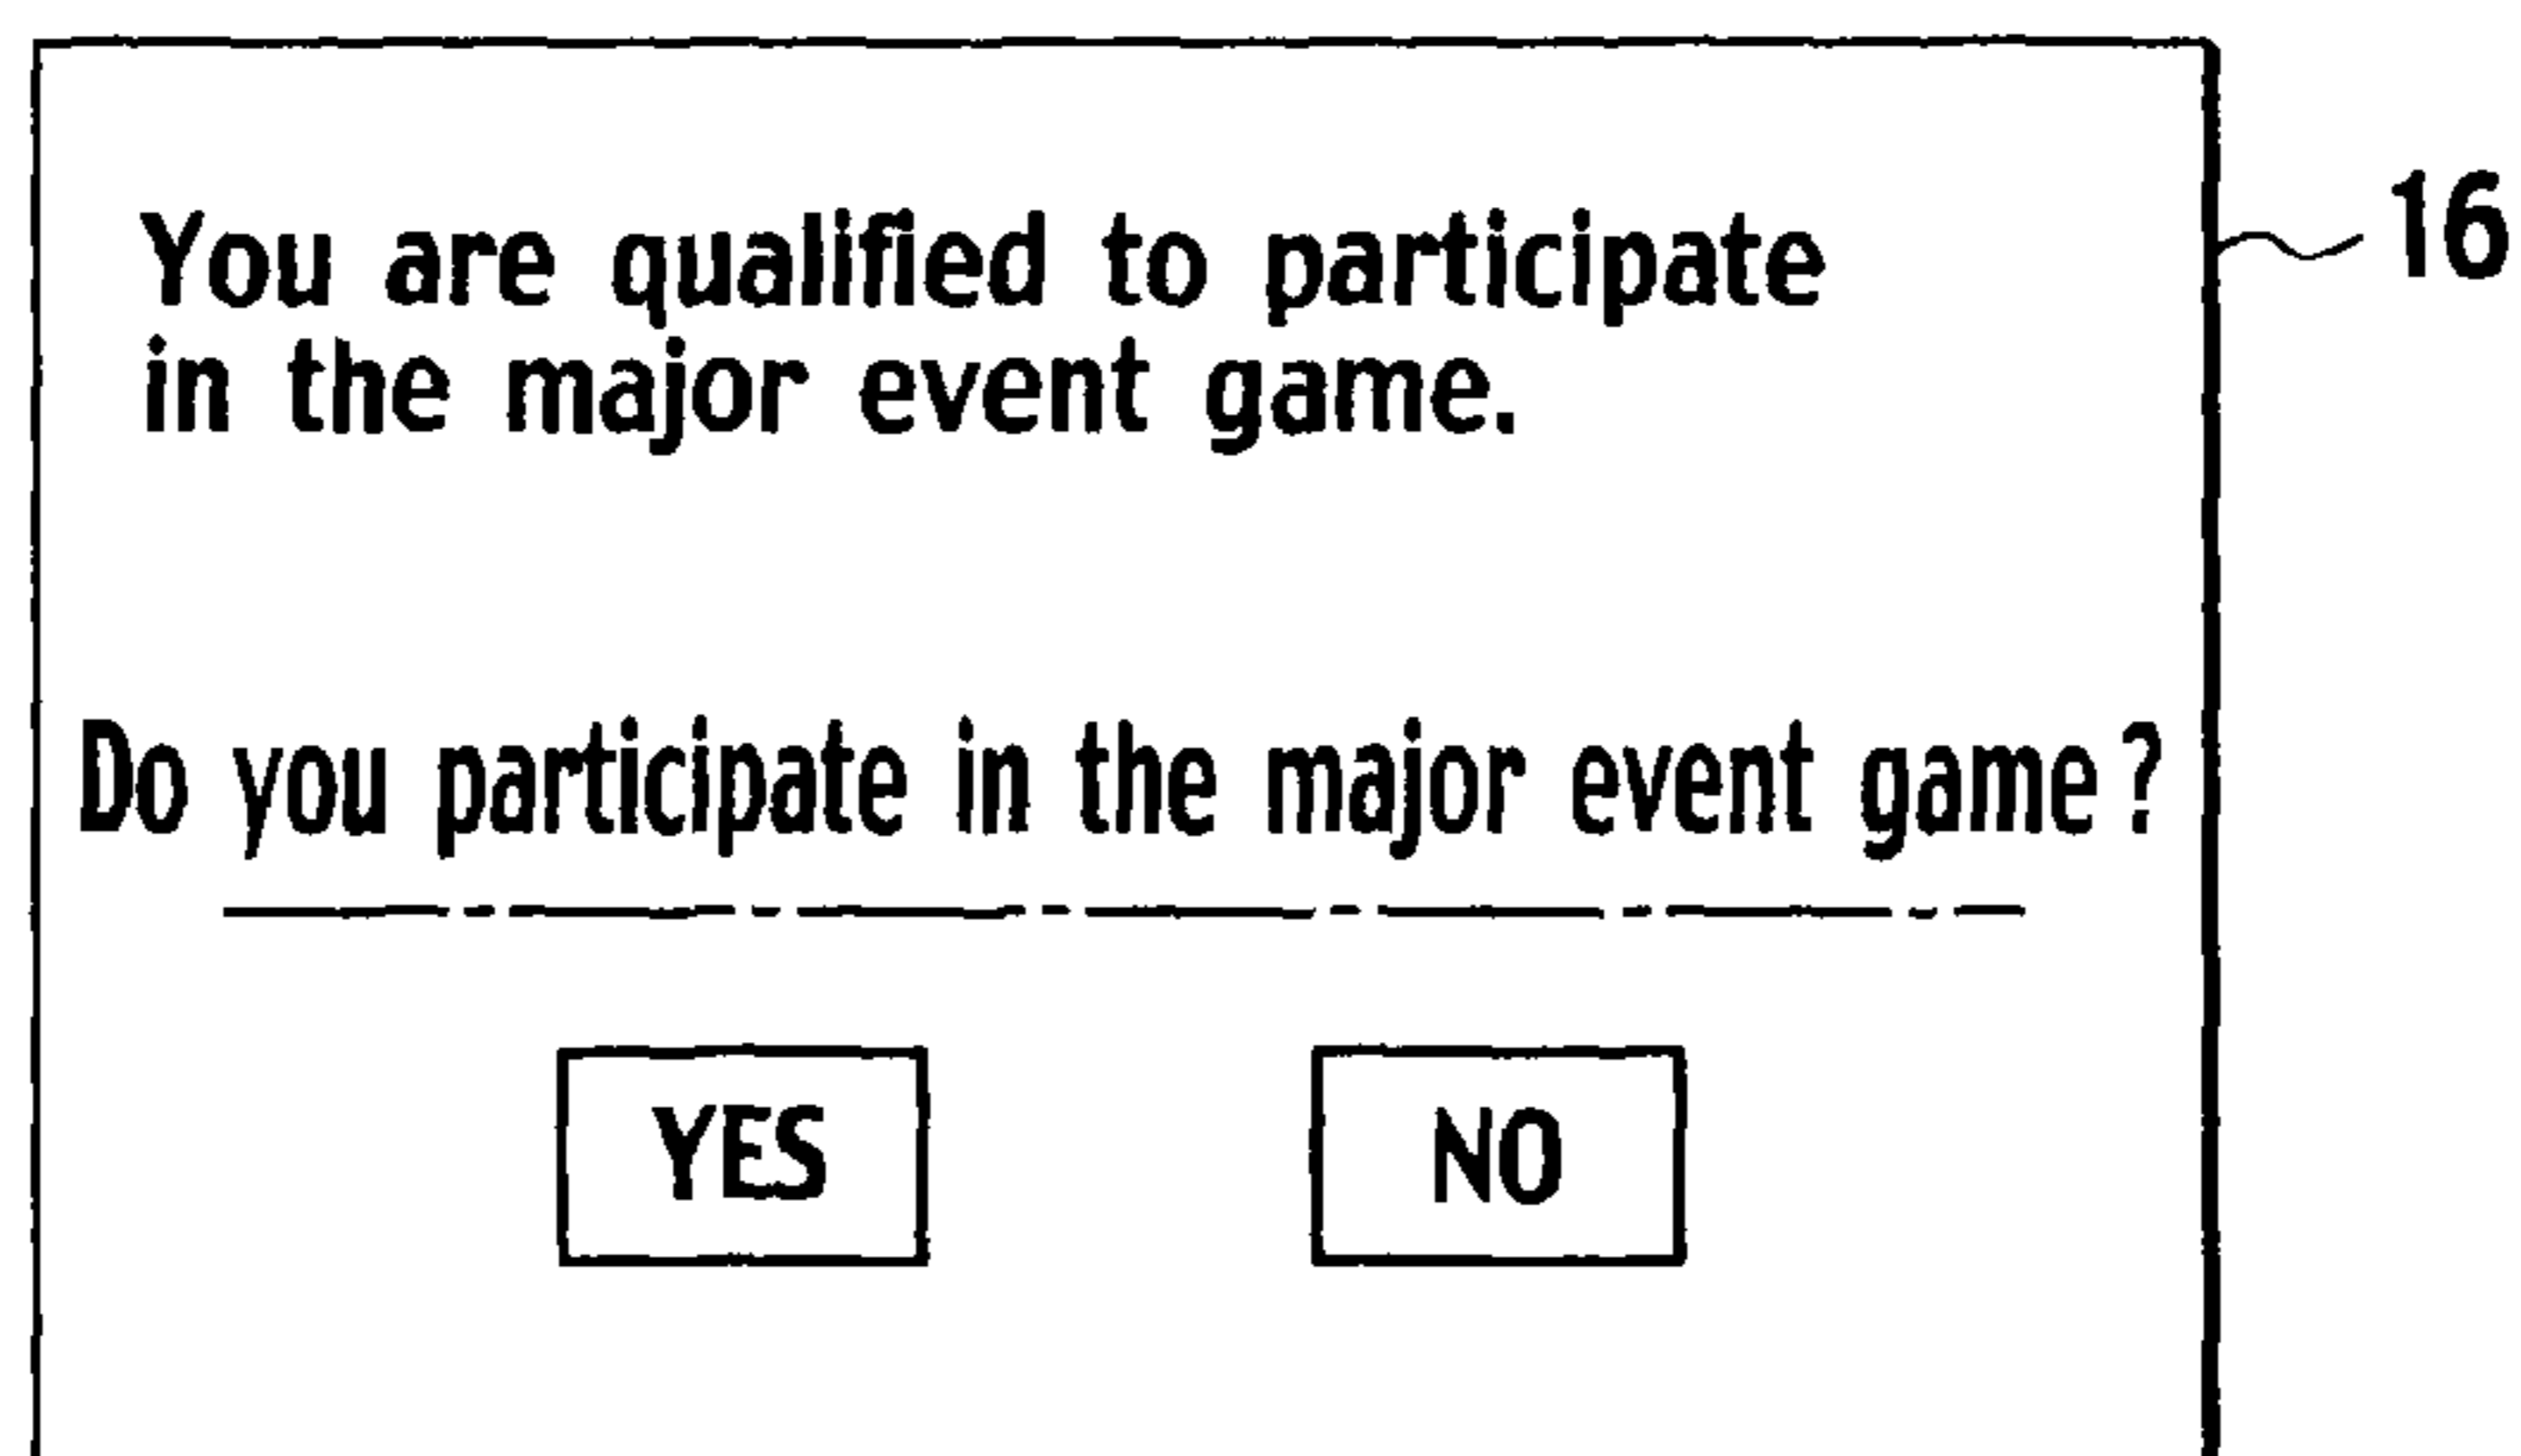 You are qualified to participate
in the major event game.
16
Do you participate in the major event game?
YES
NO